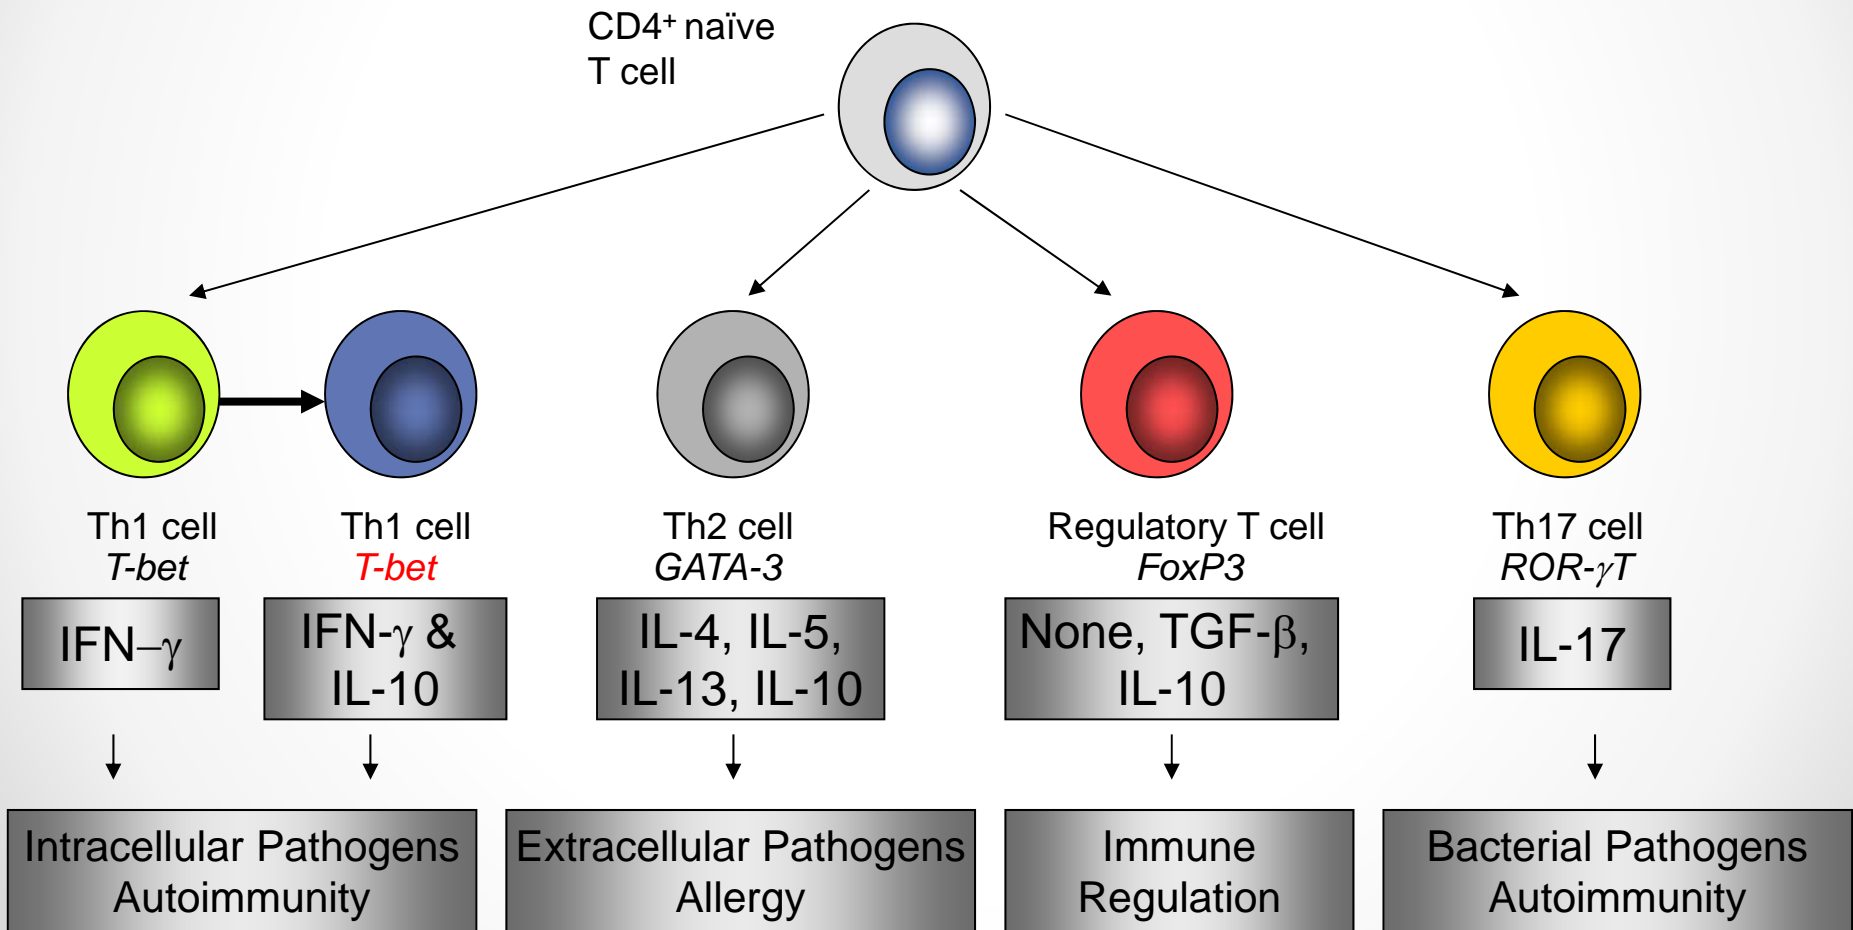 CD4⁺ naïve
T cell
Th1 cell
T-bet
IFN–γ
Th1 cell
T-bet
IFN-γ &
IL-10
Th2 cell
GATA-3
IL-4, IL-5,
IL-13, IL-10
Regulatory T cell
FoxP3
None, TGF-β,
IL-10
Th17 cell
ROR-γT
IL-17
Intracellular Pathogens
Autoimmunity
Extracellular Pathogens
Allergy
Immune
Regulation
Bacterial Pathogens
Autoimmunity